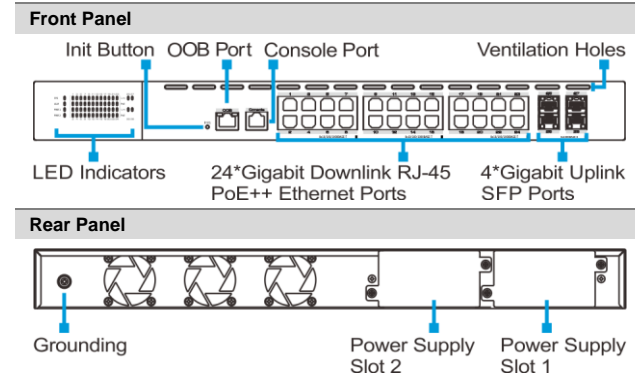 Front Panel
Init Button OOB Port Console Port Ventilation Holes
LED Indicators 24*Gigabit Downlink RJ-45 4*Gigabit Uplink
PoE++ Ethernet Ports SFP Ports
Rear Panel
Grounding Power Supply Power Supply
Slot 2 Slot 1